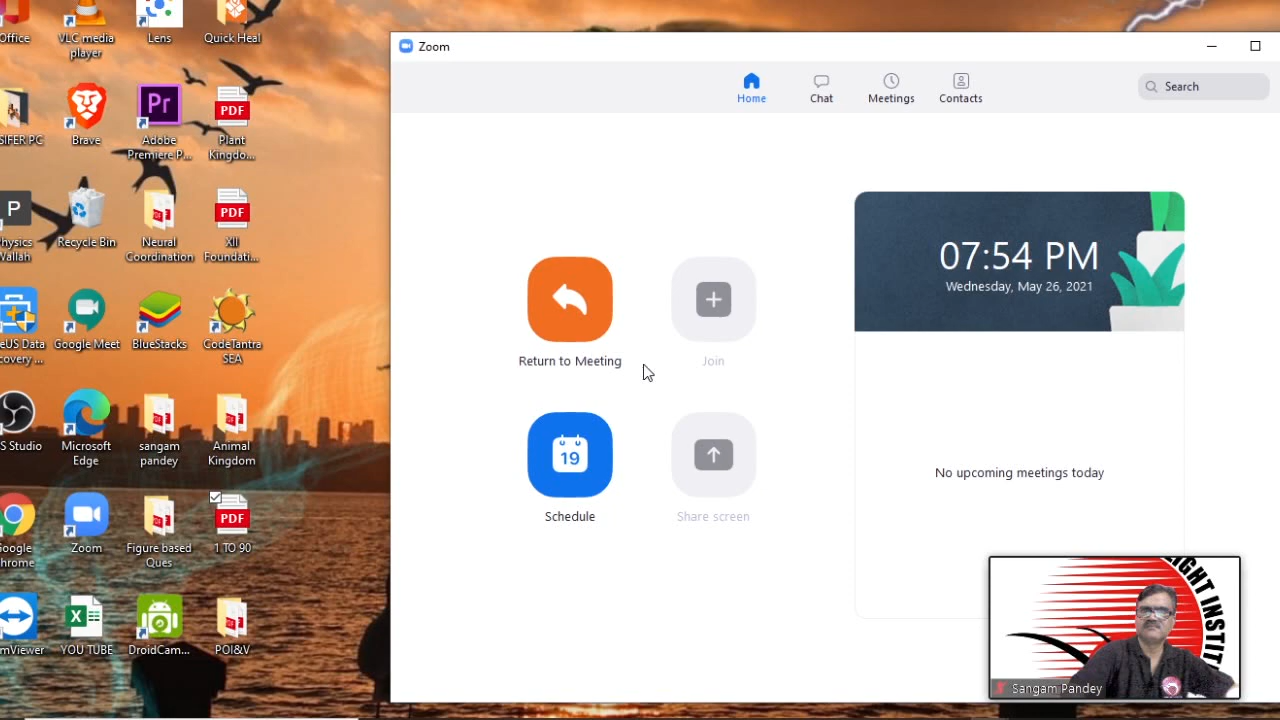 Office
VLC media
player
Lens
Quick Heal
SIFER PC
Brave
Adobe
Premiere P...
Plant
Kingdo...
Physics
Wallah
Recycle Bin
Neural
Coordination
XII
Foundati...
eUS Data
covery ...
Google Meet
BlueStacks
CodeTantra
SEA
S Studio
Microsoft
Edge
sangam
pandey
Animal
Kingdom
Google
hrome
Zoom
Figure based
Ques
1 TO 90
mViewer
YOU TUBE
DroidCam...
POI&V
P
Pr
PDF
PDF
PDF
Zoom
Home
Chat
Meetings
Contacts
Search
Return to Meeting
Join
19
Schedule
Share screen
07:54 PM
Wednesday, May 26, 2021
No upcoming meetings today
IGHT INSTIT
Sangam Pandey